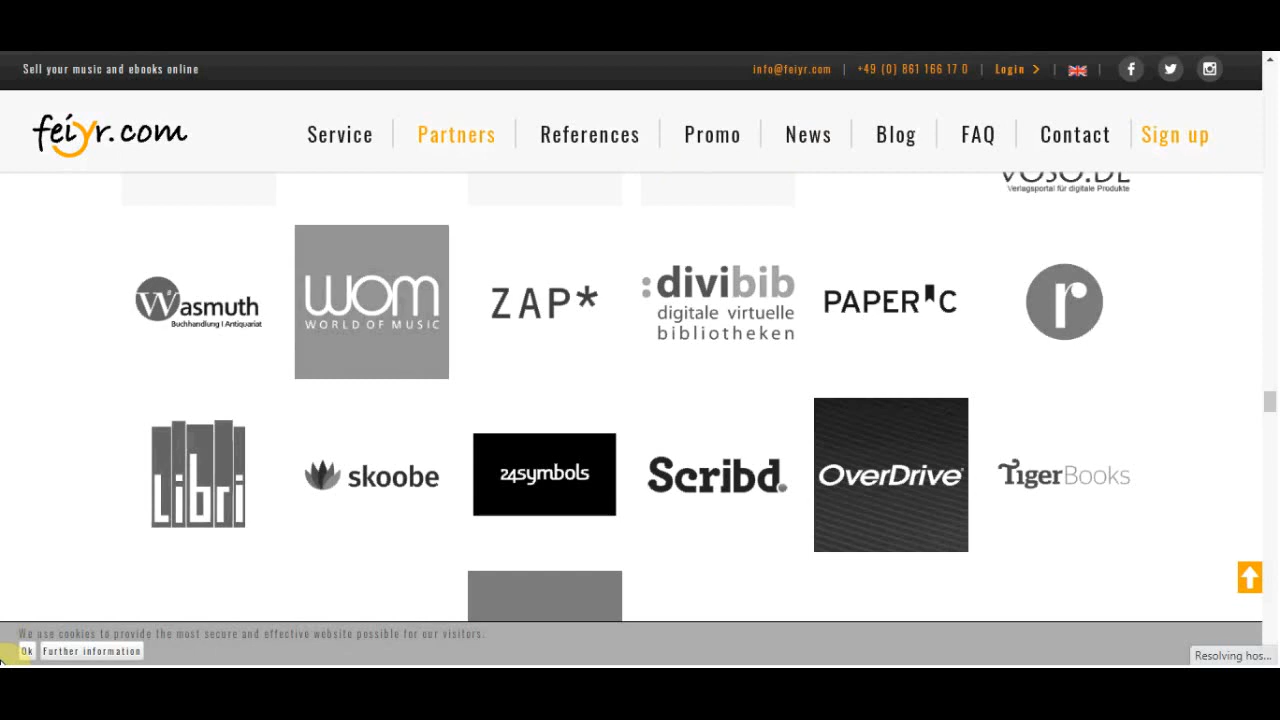 Sell your music and ebooks online
info@feiyr.com | +49 (0) 861 166 17 0 | Login > | |
feiyr.com
Service
Partners
References
Promo
News
Blog
FAQ
Contact
Sign up
VOSO.DE
Verlagsportal für digitale Produkte
Wasmuth
Buchhandlung | Antiquariat
WOM
WORLD OF MUSIC
ZAP*
:divibib
digitale virtuelle
bibliotheken
PAPER'C
r
Libri
skoobe
24symbols
Scribd.
OverDrive
TigerBooks
We use cookies to provide the most secure and effective website possible for our visitors.
Ok
Further information
Resolving hos...